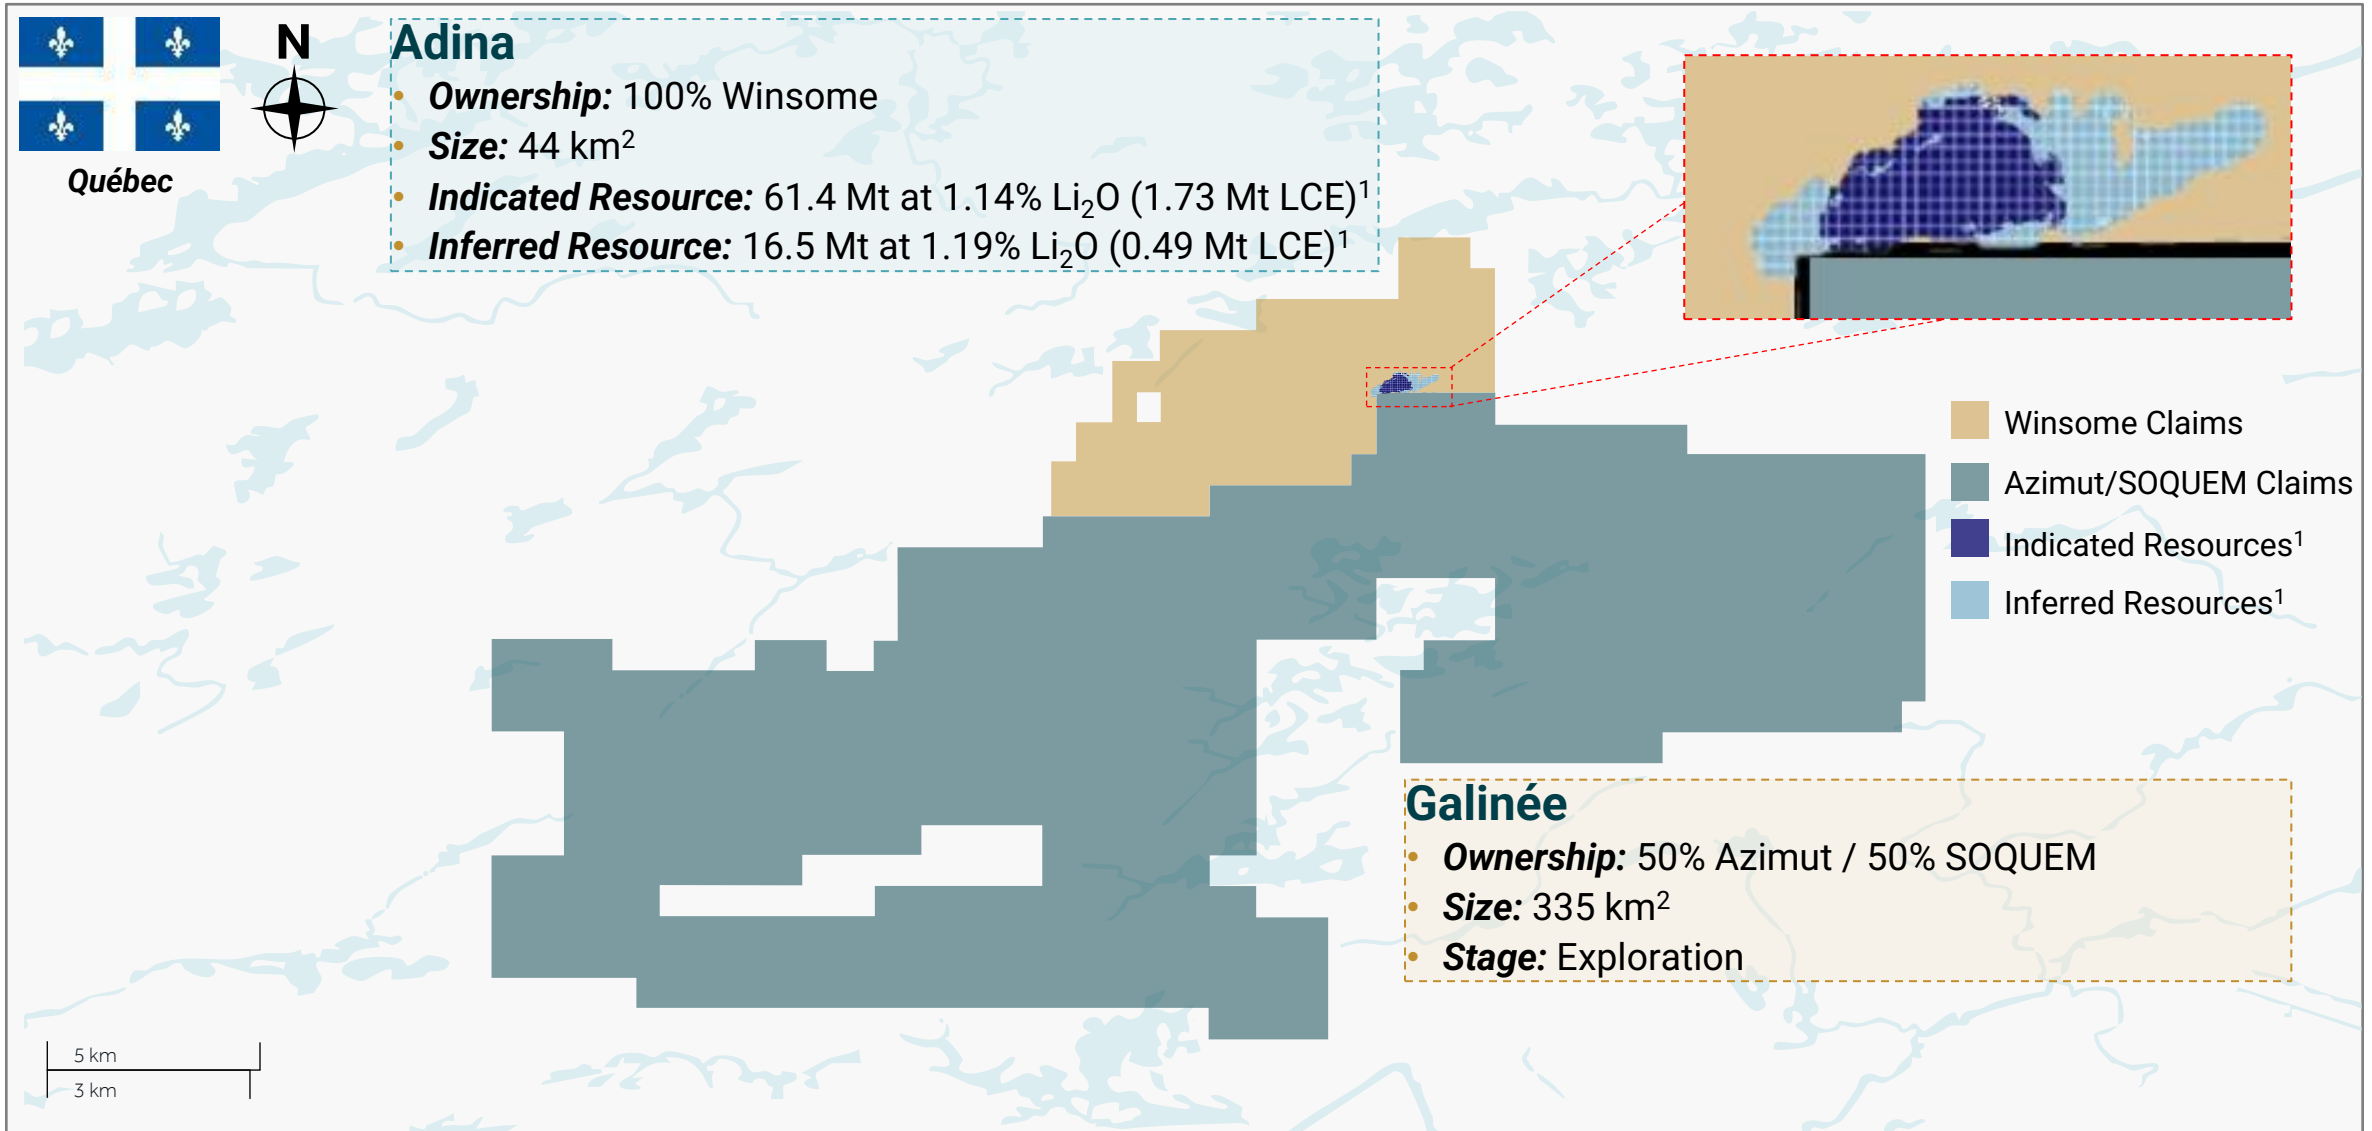 Québec
N
Adina
• Ownership: 100% Winsome
• Size: 44 km²
• Indicated Resource: 61.4 Mt at 1.14% Li₂O (1.73 Mt LCE)¹
• Inferred Resource: 16.5 Mt at 1.19% Li₂O (0.49 Mt LCE)¹
Winsome Claims
Azimut/SOQUEM Claims
Indicated Resources¹
Inferred Resources¹
Galinée
• Ownership: 50% Azimut / 50% SOQUEM
• Size: 335 km²
• Stage: Exploration
5 km
3 km